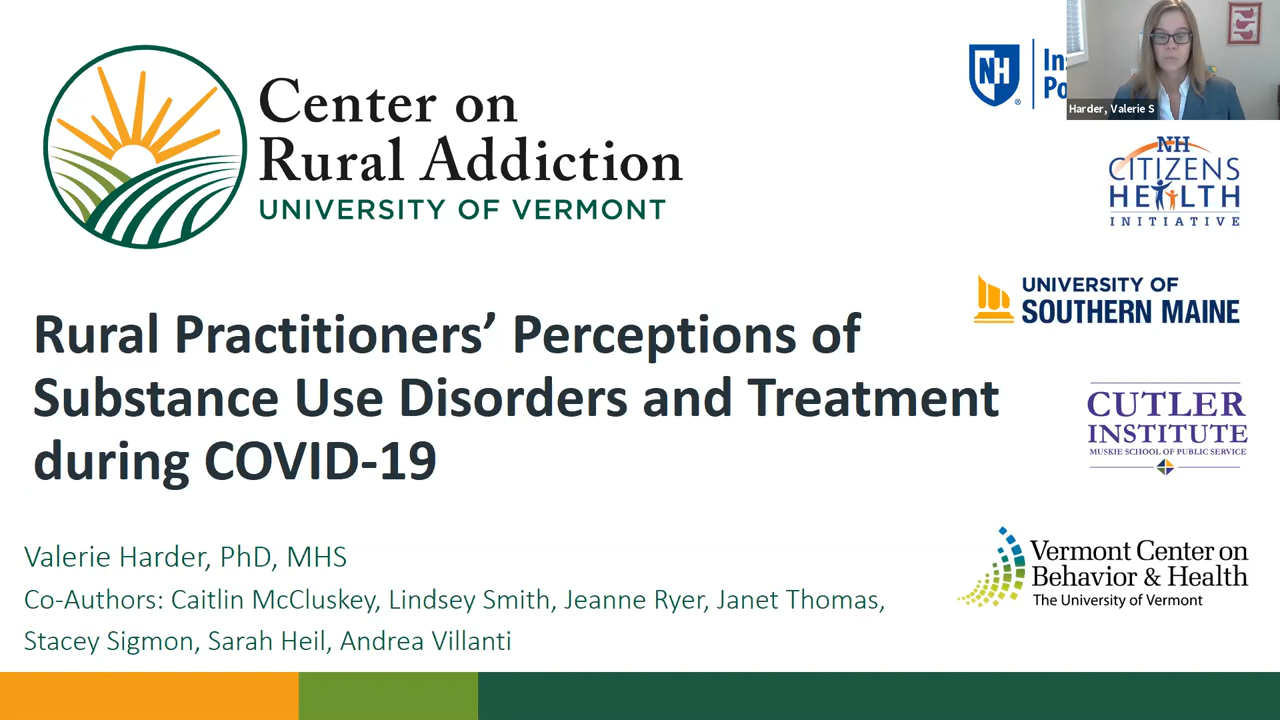 Center on
Rural Addiction
UNIVERSITY OF VERMONT
NH
Harder, Valerie S
NH
CITIZENS
HEALTH
INITIATIVE
UNIVERSITY OF
SOUTHERN MAINE
Rural Practitioners’ Perceptions of
Substance Use Disorders and Treatment
during COVID-19
CUTLER
INSTITUTE
MUSKIE SCHOOL OF PUBLIC SERVICE
Valerie Harder, PhD, MHS
Co-Authors: Caitlin McCluskey, Lindsey Smith, Jeanne Ryer, Janet Thomas,
Stacey Sigmon, Sarah Heil, Andrea Villanti
Vermont Center on
Behavior & Health
The University of Vermont